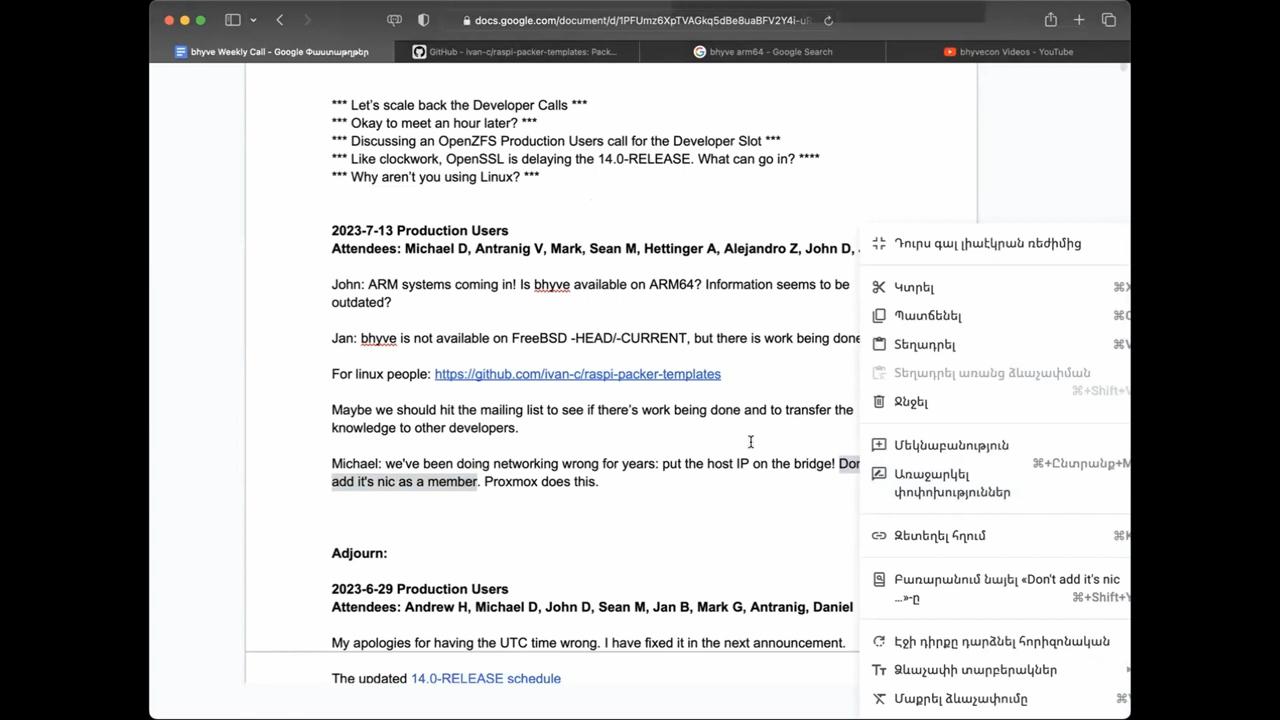 docs.google.com/document/d/1PFUmz6XpTVAGkq5dBe8uaBFV2Y4i-u
bhyve Weekly Call - Google Փաստաթղթեր
GitHub - ivan-c/raspi-packer-templates: Pack...
bhyve arm64 - Google Search
bhyvecon Videos - YouTube
*** Let's scale back the Developer Calls ***
*** Okay to meet an hour later? ***
*** Discussing an OpenZFS Production Users call for the Developer Slot ***
*** Like clockwork, OpenSSL is delaying the 14.0-RELEASE. What can go in? ****
*** Why aren't you using Linux? ***
2023-7-13 Production Users
Attendees: Michael D, Antranig V, Mark, Sean M, Hettinger A, Alejandro Z, John D, .
John: ARM systems coming in! Is bhyve available on ARM64? Information seems to be
outdated?
Jan: bhyve is not available on FreeBSD -HEAD/-CURRENT, but there is work being done
For linux people: https://github.com/ivan-c/raspi-packer-templates
Maybe we should hit the mailing list to see if there's work being done and to transfer the
knowledge to other developers.
Michael: we've been doing networking wrong for years: put the host IP on the bridge! Don
add it's nic as a member. Proxmox does this.
Adjourn:
2023-6-29 Production Users
Attendees: Andrew H, Michael D, John D, Sean M, Jan B, Mark G, Antranig, Daniel
My apologies for having the UTC time wrong. I have fixed it in the next announcement.
The updated 14.0-RELEASE schedule
Դուրս գալ լիաէկրան ռեժիմից
Կտրել ⌘X
Պատճենել ⌘C
Տեղադրել ⌘V
Տեղադրել առանց ձևաչափման
⌘+Shift+V
Ջնջել
Մեկնաբանություն
⌘+Ընտրանք+M
Առաջարկել
փոփոխություններ
Զետեղել հղում ⌘K
Բառարանում նայել «Don't add it's nic
...»-ը ⌘+Shift+Y
Էջի դիրքը դարձնել հորիզոնական
Ձևաչափի տարբերակներ
Մաքրել ձևաչափումը ⌘\